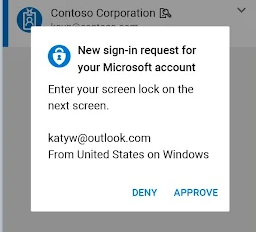 Contoso Corporation
New sign-in request for
your Microsoft account
Enter your screen lock on the
next screen.
katyw@outlook.com
From United States on Windows
DENY APPROVE